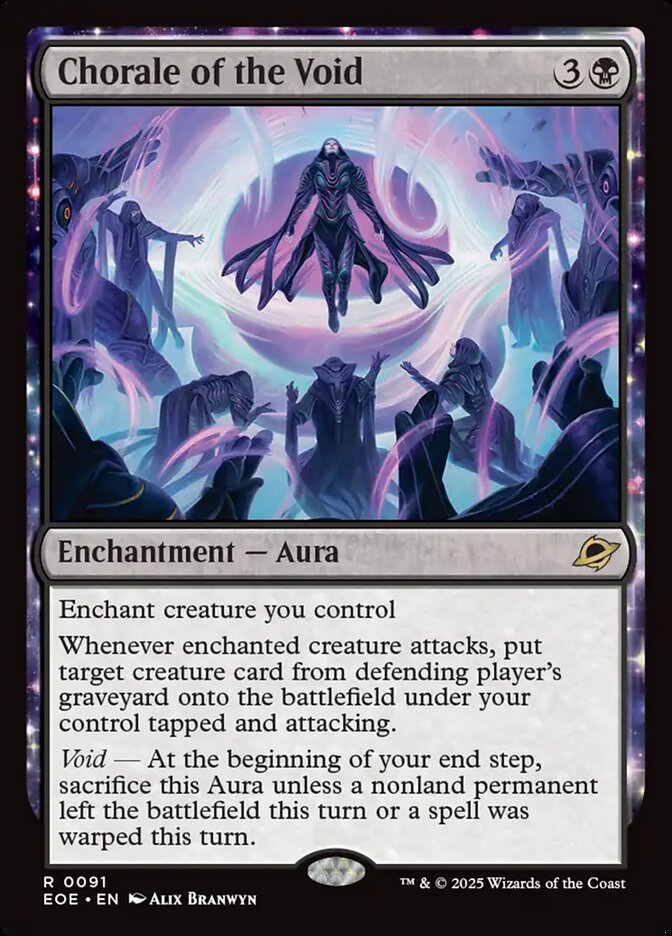 Chorale of the Void 3
Enchantment — Aura
Enchant creature you control
Whenever enchanted creature attacks, put
target creature card from defending player's
graveyard onto the battlefield under your
control tapped and attacking.
Void — At the beginning of your end step,
sacrifice this Aura unless a nonland permanent
left the battlefield this turn or a spell was
warped this turn.
R 0091
EOE • EN Alix Branwyn
™ & © 2025 Wizards of the Coast